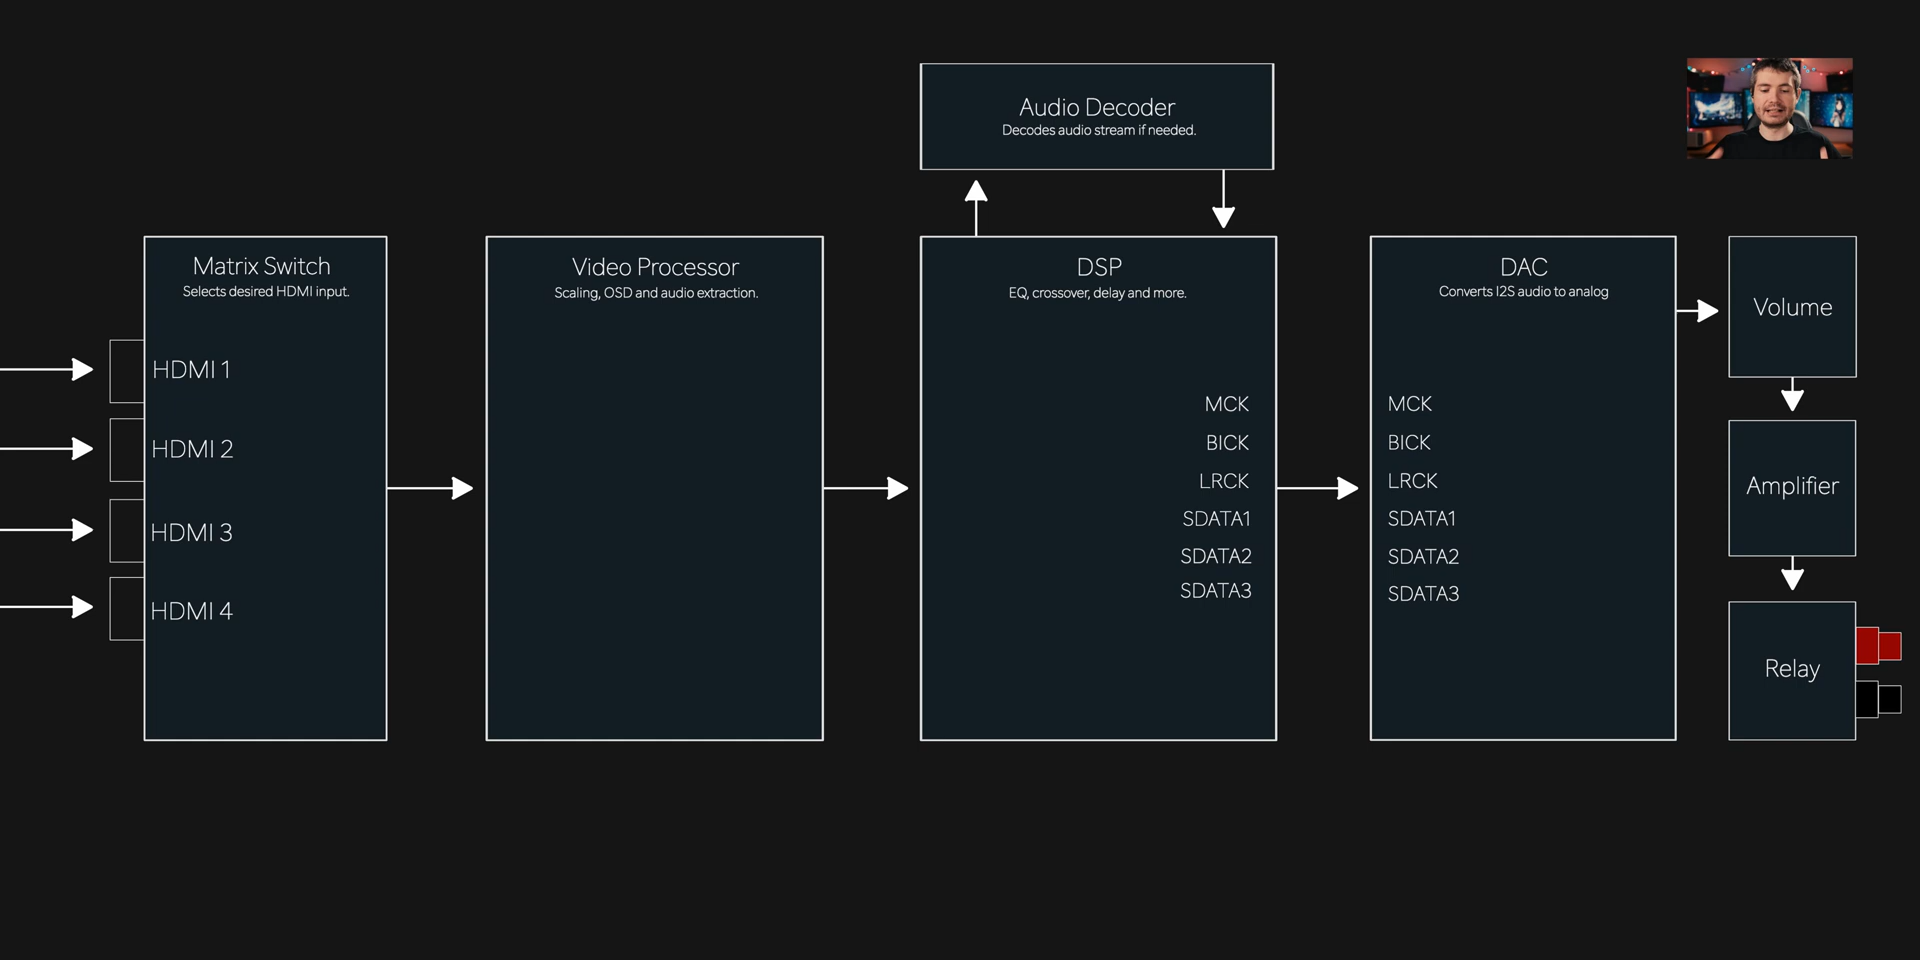 Audio Decoder
Decodes audio stream if needed.
Matrix Switch
Selects desired HDMI input.
HDMI 1
HDMI 2
HDMI 3
HDMI 4
Video Processor
Scaling, OSD and audio extraction.
DSP
EQ, crossover, delay and more.
MCK
BICK
LRCK
SDATA1
SDATA2
SDATA3
DAC
Converts I2S audio to analog
MCK
BICK
LRCK
SDATA1
SDATA2
SDATA3
Volume
Amplifier
Relay